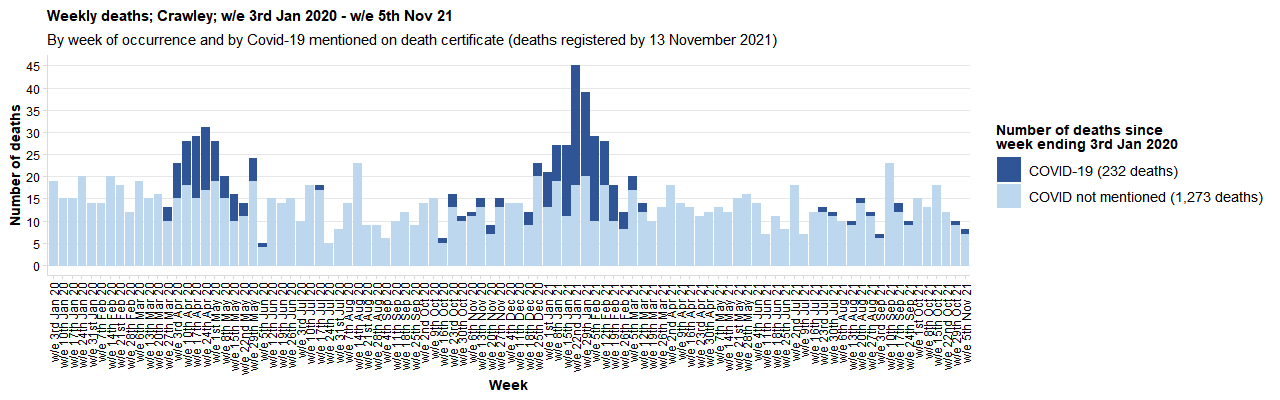 Weekly deaths; Crawley; w/e 3rd Jan 2020 - w/e 5th Nov 21
By week of occurrence and by Covid-19 mentioned on death certificate (deaths registered by 13 November 2021)
Number of deaths
45
40
35
30
25
20
15
10
5
0
w/e 3rd Jan 20
w/e 10th Jan 20
w/e 17th Jan 20
w/e 24th Jan 20
w/e 31st Jan 20
w/e 7th Feb 20
w/e 14th Feb 20
w/e 21st Feb 20
w/e 28th Feb 20
w/e 6th Mar 20
w/e 13th Mar 20
w/e 20th Mar 20
w/e 27th Mar 20
w/e 3rd Apr 20
w/e 10th Apr 20
w/e 17th Apr 20
w/e 24th Apr 20
w/e 1st May 20
w/e 8th May 20
w/e 15th May 20
w/e 22nd May 20
w/e 29th May 20
w/e 5th Jun 20
w/e 12th Jun 20
w/e 19th Jun 20
w/e 26th Jun 20
w/e 3rd Jul 20
w/e 10th Jul 20
w/e 17th Jul 20
w/e 24th Jul 20
w/e 31st Jul 20
w/e 7th Aug 20
w/e 14th Aug 20
w/e 21st Aug 20
w/e 28th Aug 20
w/e 4th Sep 20
w/e 11th Sep 20
w/e 18th Sep 20
w/e 25th Sep 20
w/e 2nd Oct 20
w/e 9th Oct 20
w/e 16th Oct 20
w/e 23rd Oct 20
w/e 30th Oct 20
w/e 6th Nov 20
w/e 13th Nov 20
w/e 20th Nov 20
w/e 27th Nov 20
w/e 4th Dec 20
w/e 11th Dec 20
w/e 18th Dec 20
w/e 25th Dec 20
w/e 1st Jan 21
w/e 8th Jan 21
w/e 15th Jan 21
w/e 22nd Jan 21
w/e 29th Jan 21
w/e 5th Feb 21
w/e 12th Feb 21
w/e 19th Feb 21
w/e 26th Feb 21
w/e 5th Mar 21
w/e 12th Mar 21
w/e 19th Mar 21
w/e 26th Mar 21
w/e 2nd Apr 21
w/e 9th Apr 21
w/e 16th Apr 21
w/e 23rd Apr 21
w/e 30th Apr 21
w/e 7th May 21
w/e 14th May 21
w/e 21st May 21
w/e 28th May 21
w/e 4th Jun 21
w/e 11th Jun 21
w/e 18th Jun 21
w/e 25th Jun 21
w/e 2nd Jul 21
w/e 9th Jul 21
w/e 16th Jul 21
w/e 23rd Jul 21
w/e 30th Jul 21
w/e 6th Aug 21
w/e 13th Aug 21
w/e 20th Aug 21
w/e 27th Aug 21
w/e 3rd Sep 21
w/e 10th Sep 21
w/e 17th Sep 21
w/e 24th Sep 21
w/e 1st Oct 21
w/e 8th Oct 21
w/e 15th Oct 21
w/e 22nd Oct 21
w/e 29th Oct 21
w/e 5th Nov 21
Week
Number of deaths since
week ending 3rd Jan 2020
COVID-19 (232 deaths)
COVID not mentioned (1,273 deaths)